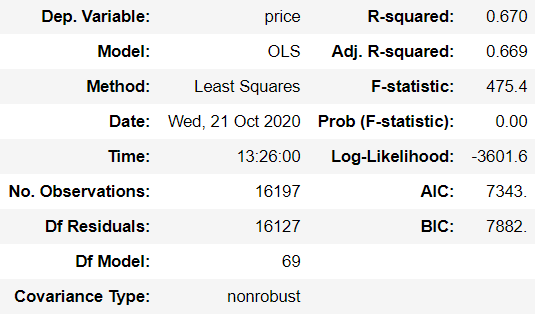 Dep. Variable: price R-squared: 0.670
Model: OLS Adj. R-squared: 0.669
Method: Least Squares F-statistic: 475.4
Date: Wed, 21 Oct 2020 Prob (F-statistic): 0.00
Time: 13:26:00 Log-Likelihood: -3601.6
No. Observations: 16197 AIC: 7343.
Df Residuals: 16127 BIC: 7882.
Df Model: 69
Covariance Type: nonrobust